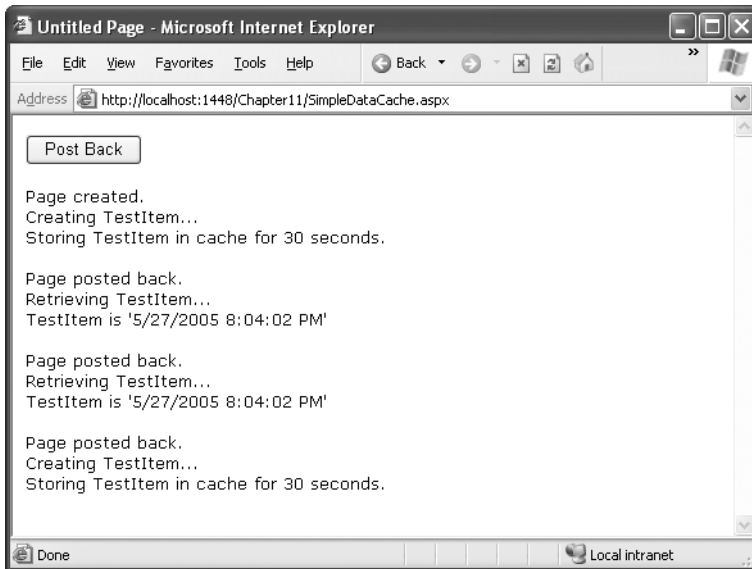 Untitled Page - Microsoft Internet Explorer
File Edit View Favorites Tools Help Back »
Address http://localhost:1448/Chapter11/SimpleDataCache.aspx
Post Back
Page created.
Creating TestItem...
Storing TestItem in cache for 30 seconds.
Page posted back.
Retrieving TestItem...
TestItem is '5/27/2005 8:04:02 PM'
Page posted back.
Retrieving TestItem...
TestItem is '5/27/2005 8:04:02 PM'
Page posted back.
Creating TestItem...
Storing TestItem in cache for 30 seconds.
Done Local intranet